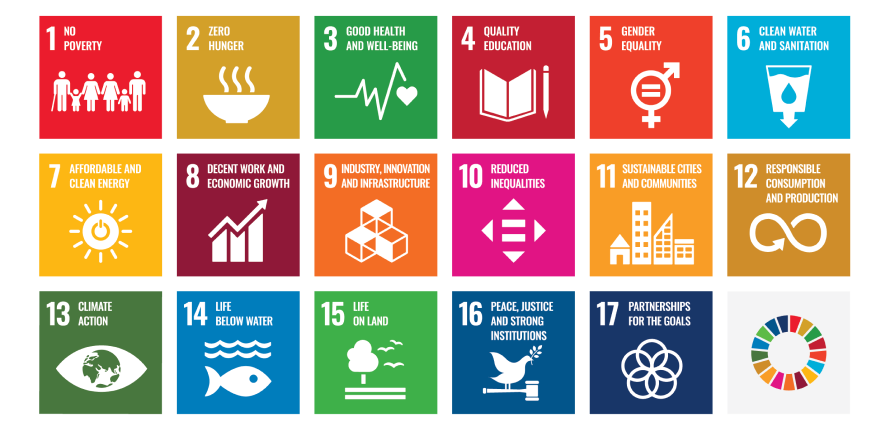 1 NO
POVERTY
2 ZERO
HUNGER
3 GOOD HEALTH
AND WELL-BEING
4 QUALITY
EDUCATION
5 GENDER
EQUALITY
6 CLEAN WATER
AND SANITATION
7 AFFORDABLE AND
CLEAN ENERGY
8 DECENT WORK AND
ECONOMIC GROWTH
9 INDUSTRY, INNOVATION
AND INFRASTRUCTURE
10 REDUCED
INEQUALITIES
11 SUSTAINABLE CITIES
AND COMMUNITIES
12 RESPONSIBLE
CONSUMPTION
AND PRODUCTION
13 CLIMATE
ACTION
14 LIFE
BELOW WATER
15 LIFE
ON LAND
16 PEACE, JUSTICE
AND STRONG
INSTITUTIONS
17 PARTNERSHIPS
FOR THE GOALS